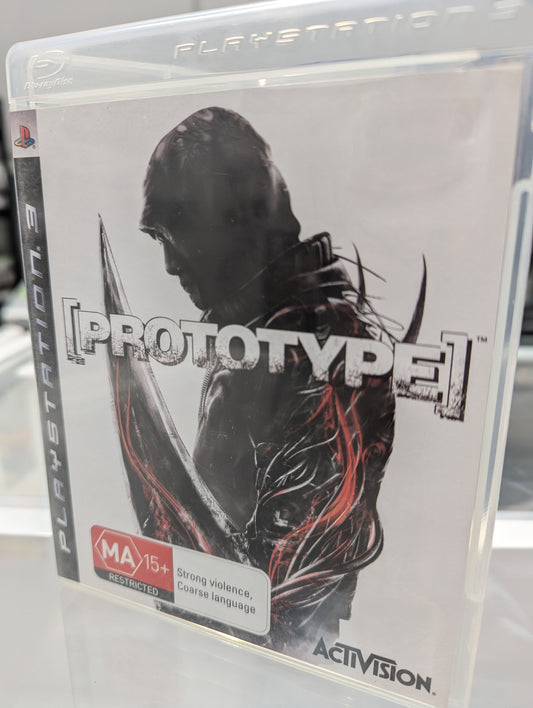 PLAYSTATION 3
Blu-ray Disc
PLAYSTATION 3
[PROTOTYPE]™
MA 15+
RESTRICTED
Strong violence,
Coarse language
ACTIVISION.